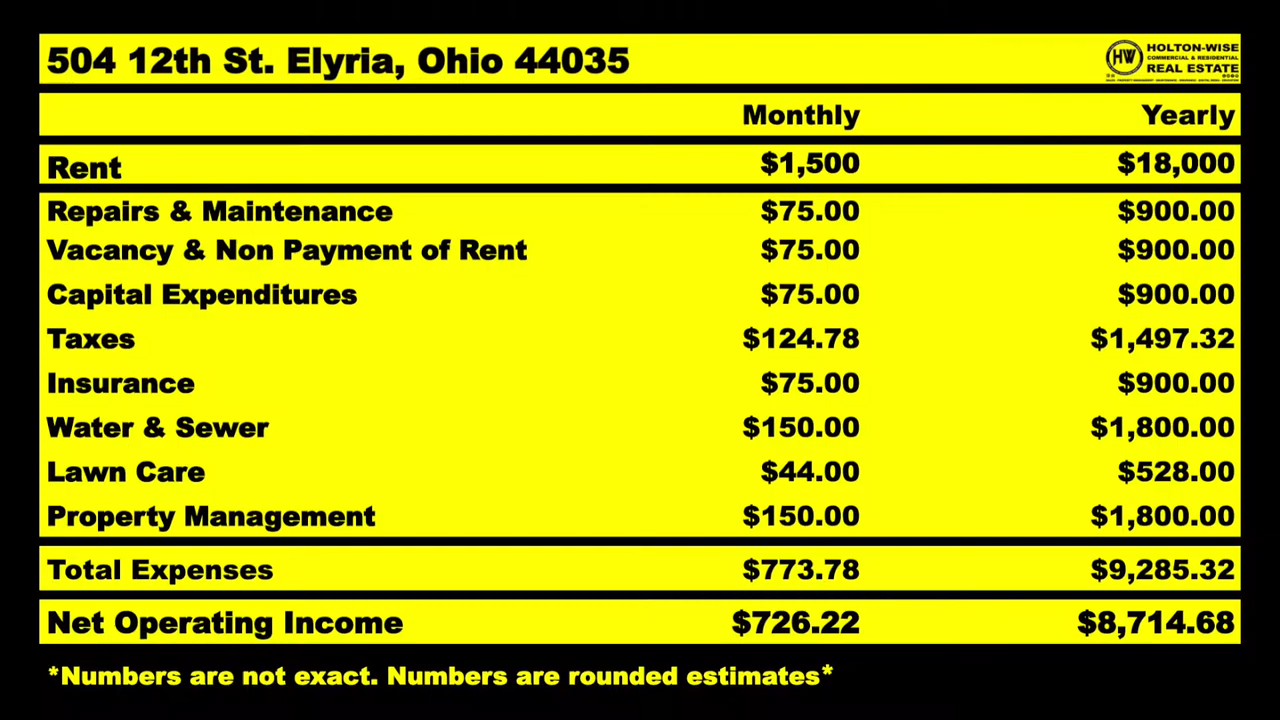 504 12th St. Elyria, Ohio 44035
HOLTON-WISE
COMMERCIAL & RESIDENTIAL
REAL ESTATE
HW
Monthly Yearly
Rent $1,500 $18,000
Repairs & Maintenance $75.00 $900.00
Vacancy & Non Payment of Rent $75.00 $900.00
Capital Expenditures $75.00 $900.00
Taxes $124.78 $1,497.32
Insurance $75.00 $900.00
Water & Sewer $150.00 $1,800.00
Lawn Care $44.00 $528.00
Property Management $150.00 $1,800.00
Total Expenses $773.78 $9,285.32
Net Operating Income $726.22 $8,714.68
*Numbers are not exact. Numbers are rounded estimates*